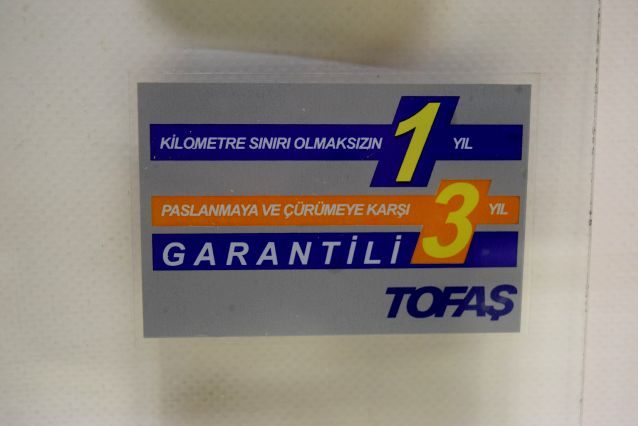 KİLOMETRE SINIRI OLMAKSIZIN 1 YIL
PASLANMAYA VE ÇÜRÜMEYE KARŞI 3 YIL
GARANTİLİ
TOFAŞ